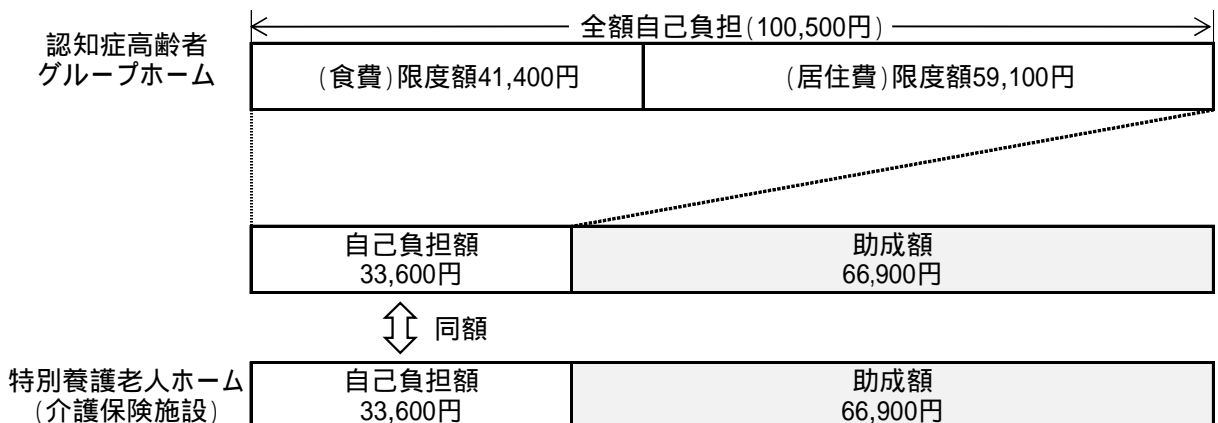 全額自己負担(100,500円)
認知症高齢者
グループホーム
(食費)限度額41,400円
(居住費)限度額59,100円
自己負担額
33,600円
助成額
66,900円
同額
特別養護老人ホーム
(介護保険施設)
自己負担額
33,600円
助成額
66,900円